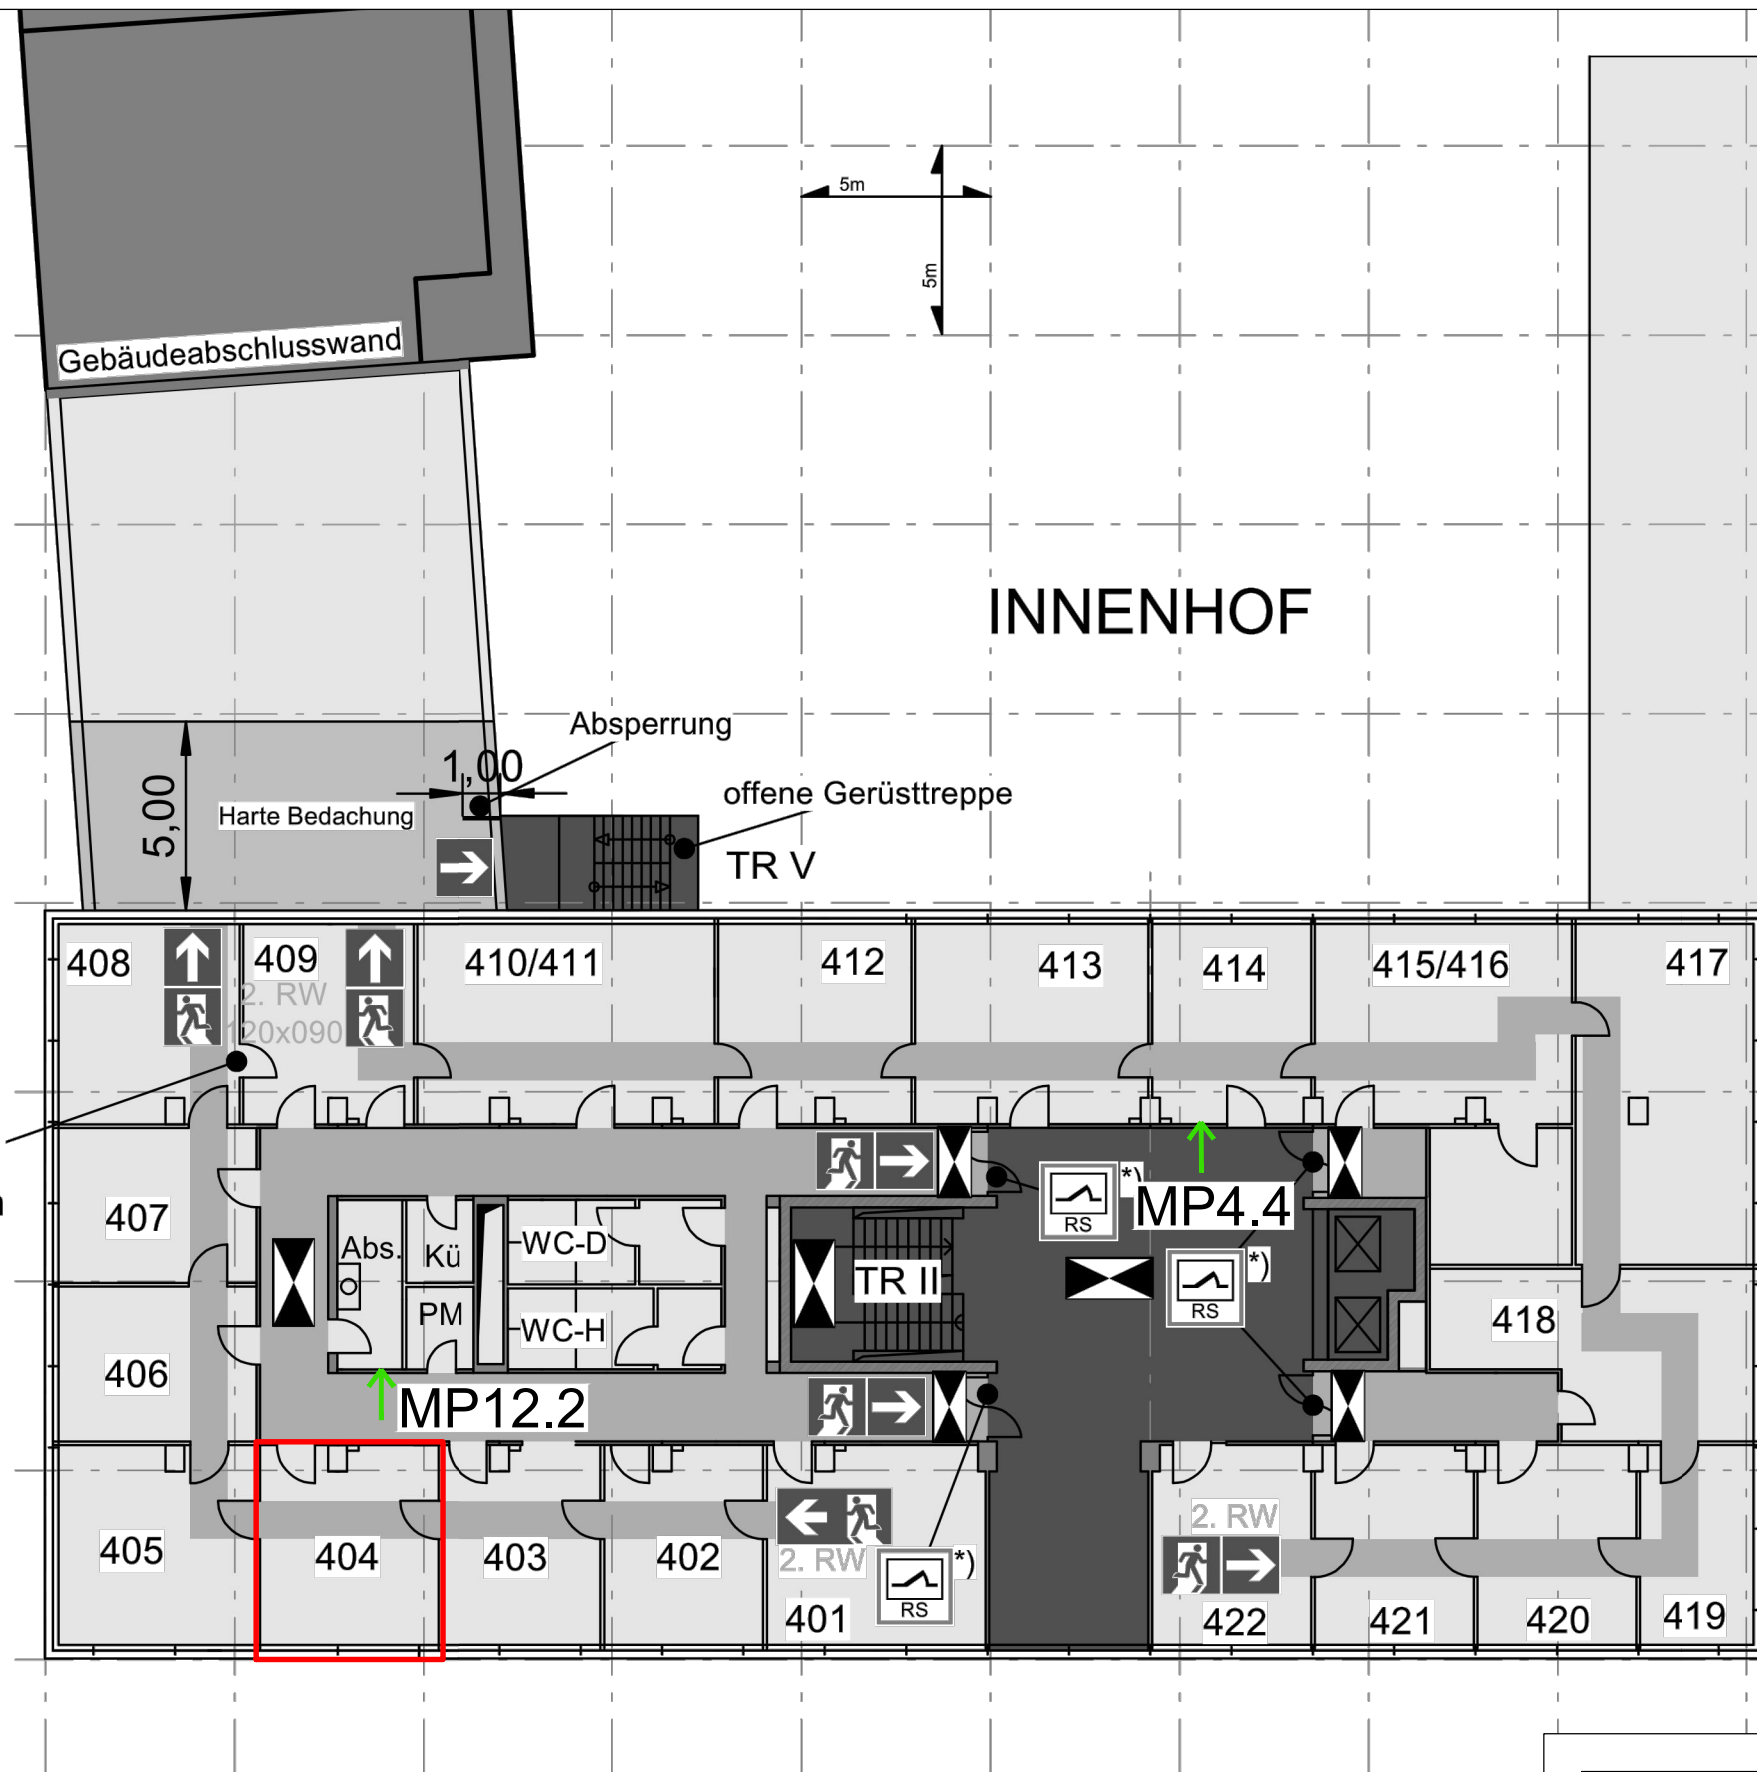 5m
5m
Gebäudeabschlusswand
INNENHOF
Absperrung
1,00
offene Gerüsttreppe
5,00
Harte Bedachung
TR V
408
409
410/411
412
413
414
415/416
417
2. RW
120x090
RS
*)
MP4.4
407
Abs.
Kü
WC-D
TR II
RS
*)
PM
WC-H
418
406
MP12.2
405
404
403
402
2. RW
401
RS
*)
2. RW
422
421
420
419